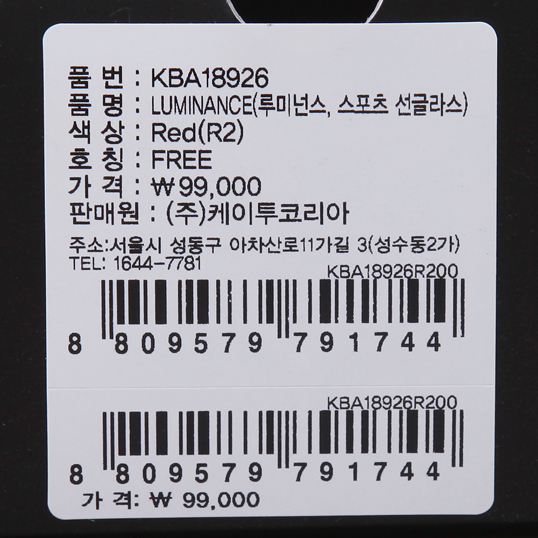 품 번 : KBA18926
품 명 : LUMINANCE(루미넌스, 스포츠 선글라스)
색 상 : Red(R2)
호 칭 : FREE
가 격 : ₩99,000
판매원 : (주)케이투코리아
주소:서울시 성동구 아차산로11가길 3(성수동2가)
TEL: 1644-7781
KBA18926R200
8 809579 791744
KBA18926R200
8 809579 791744
가 격: ₩ 99,000